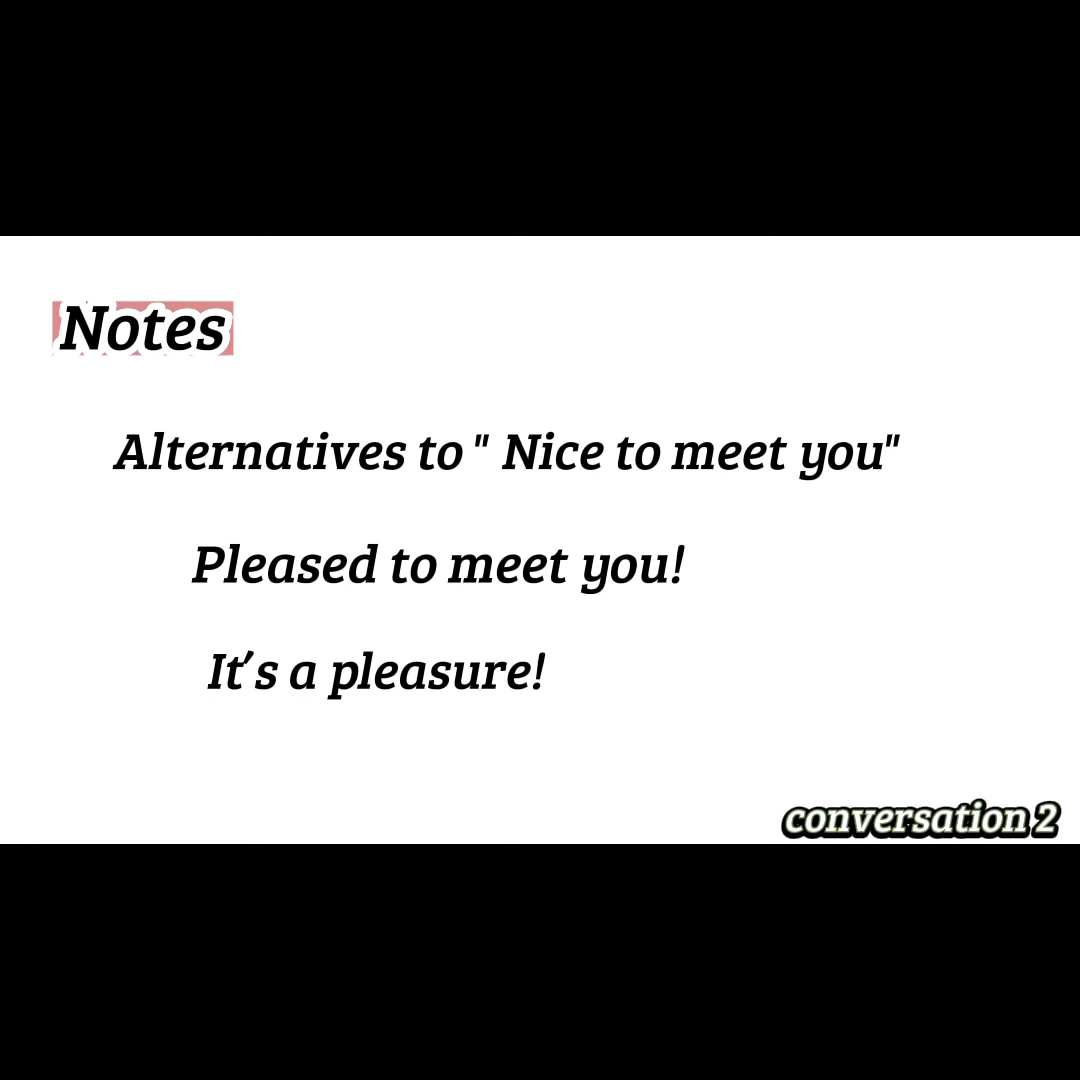 Notes
Alternatives to " Nice to meet you"
Pleased to meet you!
It's a pleasure!
conversation 2